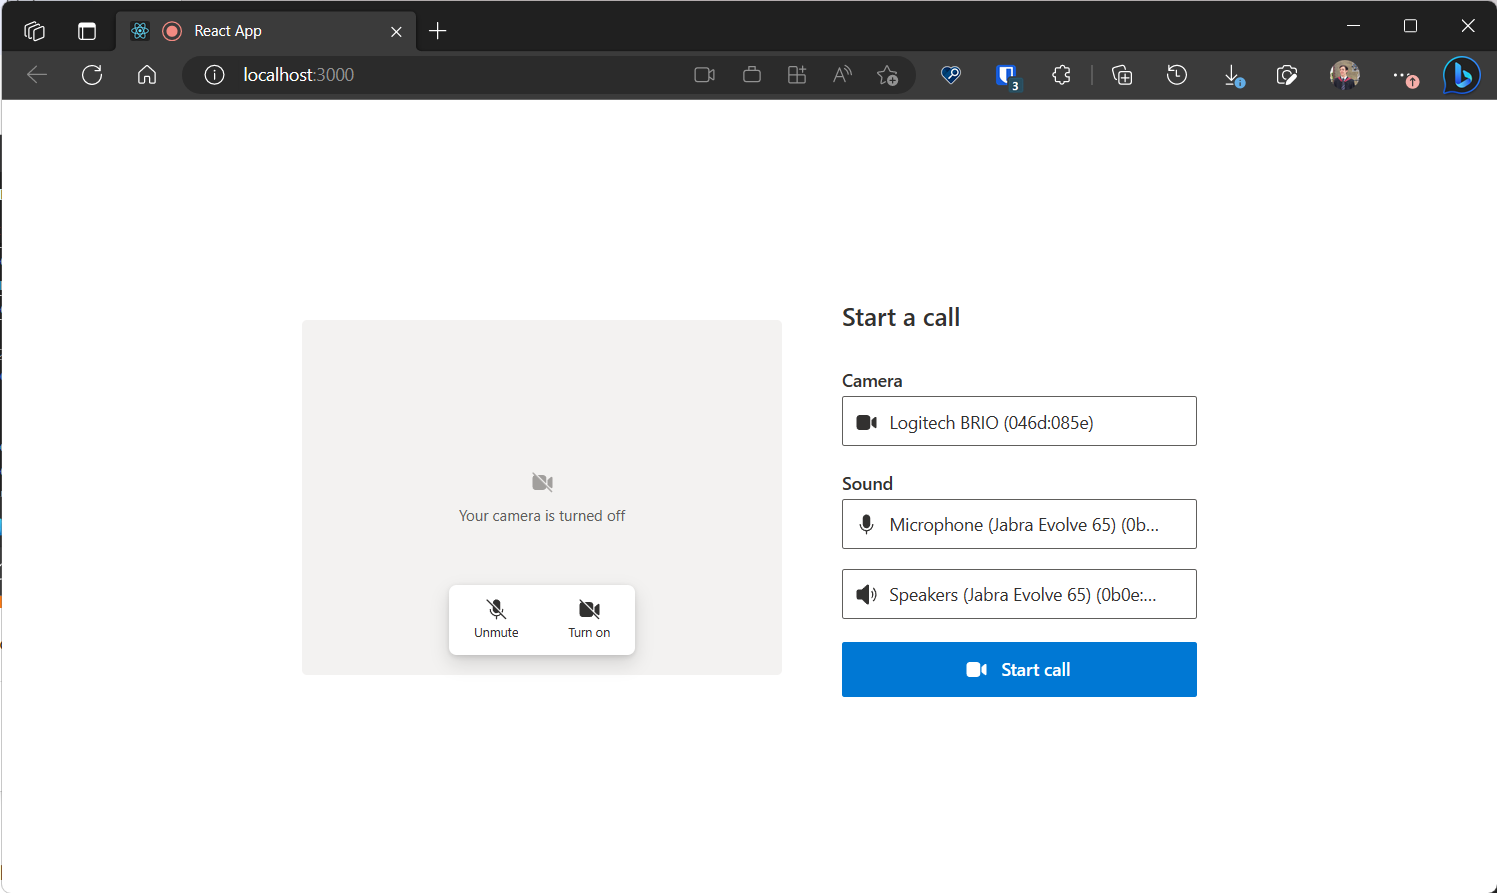 React App
localhost:3000
3
Start a call
Camera
Logitech BRIO (046d:085e)
Sound
Microphone (Jabra Evolve 65) (0b...
Speakers (Jabra Evolve 65) (0b0e:...
Start call
Your camera is turned off
Unmute
Turn on